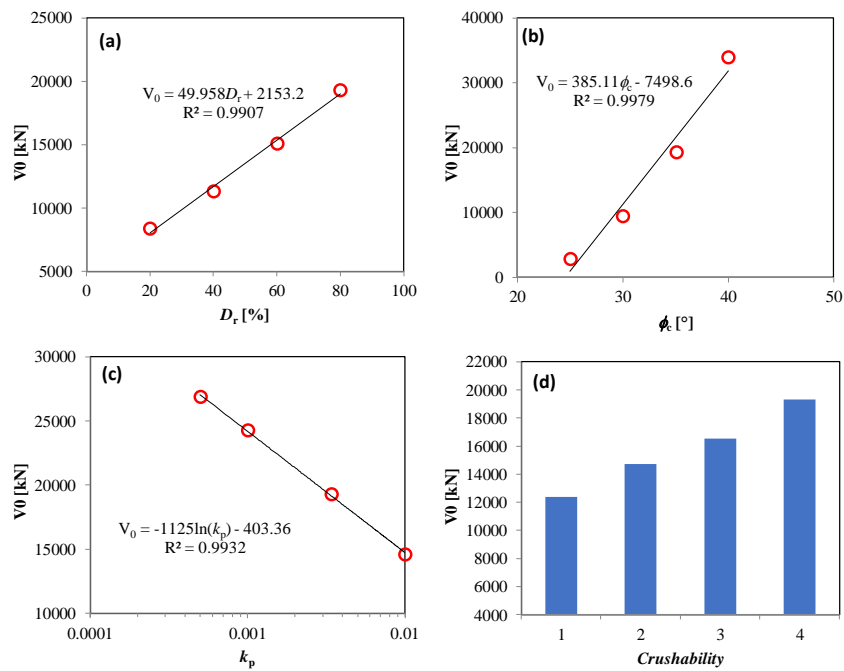 (a)
25000
20000
15000
10000
5000
V0 [kN]
V₀ = 49.958Dᵣ + 2153.2
R² = 0.9907
0 20 40 60 80 100
Dᵣ [%]
(b)
40000
30000
20000
10000
0
V0 [kN]
V₀ = 385.11ϕc - 7498.6
R² = 0.9979
20 30 40 50
ϕc [°]
(c)
30000
25000
20000
15000
10000
V0 [kN]
V₀ = -1125ln(kₚ) - 403.36
R² = 0.9932
0.0001 0.001 0.01
kₚ
(d)
22000
20000
18000
16000
14000
12000
10000
8000
6000
4000
V0 [kN]
1 2 3 4
Crushability